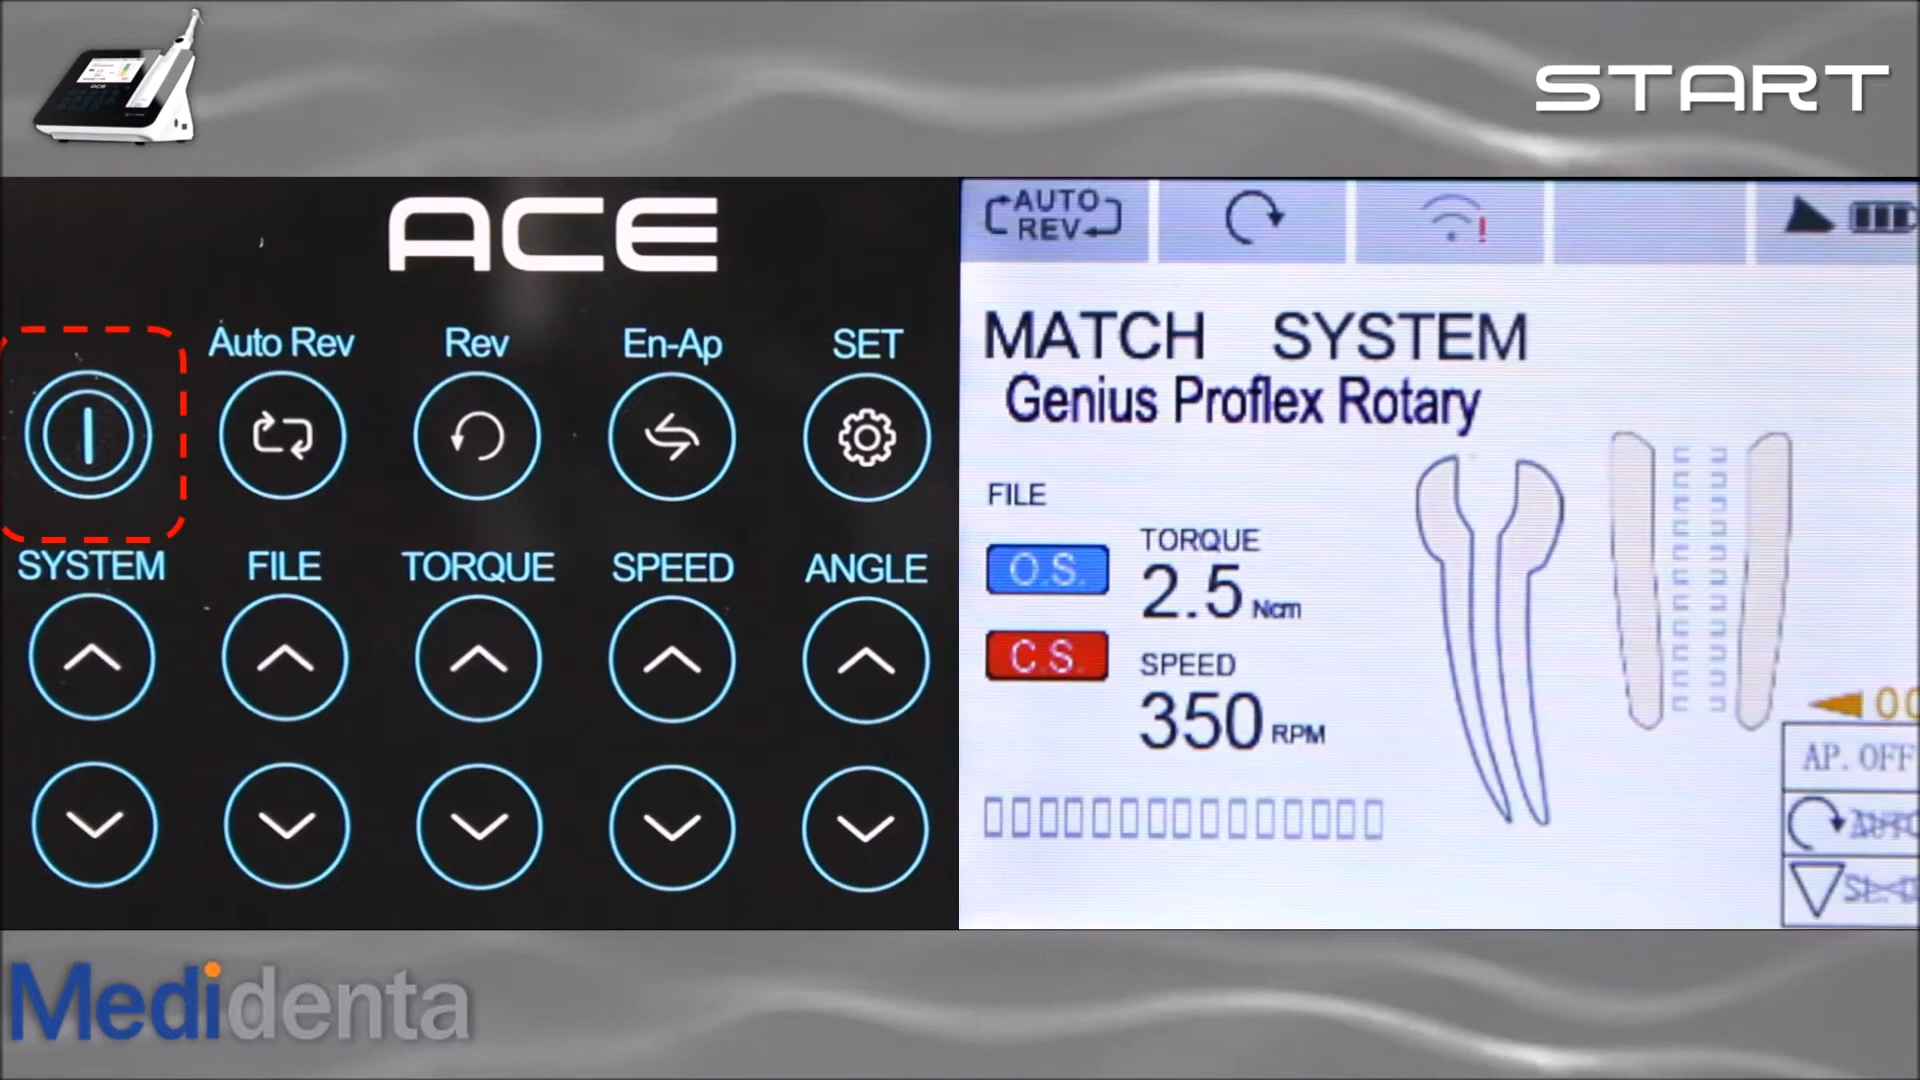 START
ACE
Auto Rev
Rev
En-Ap
SET
SYSTEM
FILE
TORQUE
SPEED
ANGLE
AUTO
REV
!
MATCH SYSTEM
Genius Proflex Rotary
FILE
O.S.
C.S.
TORQUE
2.5 Ncm
SPEED
350 RPM
AP.OFF
Medidenta